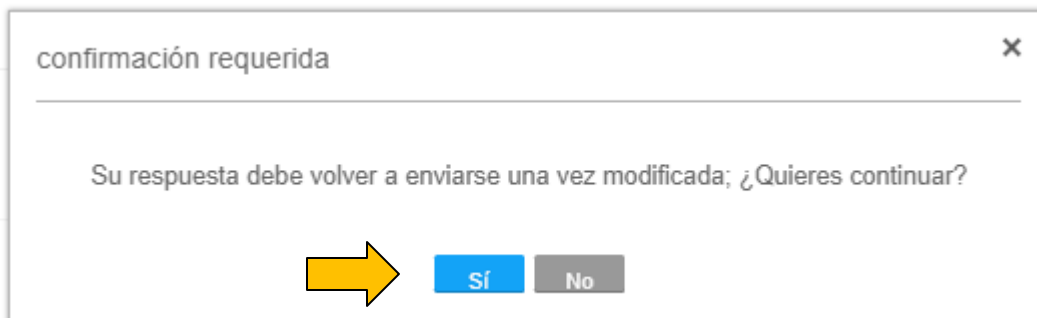 confirmación requerida
Su respuesta debe volver a enviarse una vez modificada; ¿Quieres continuar?
Sí No